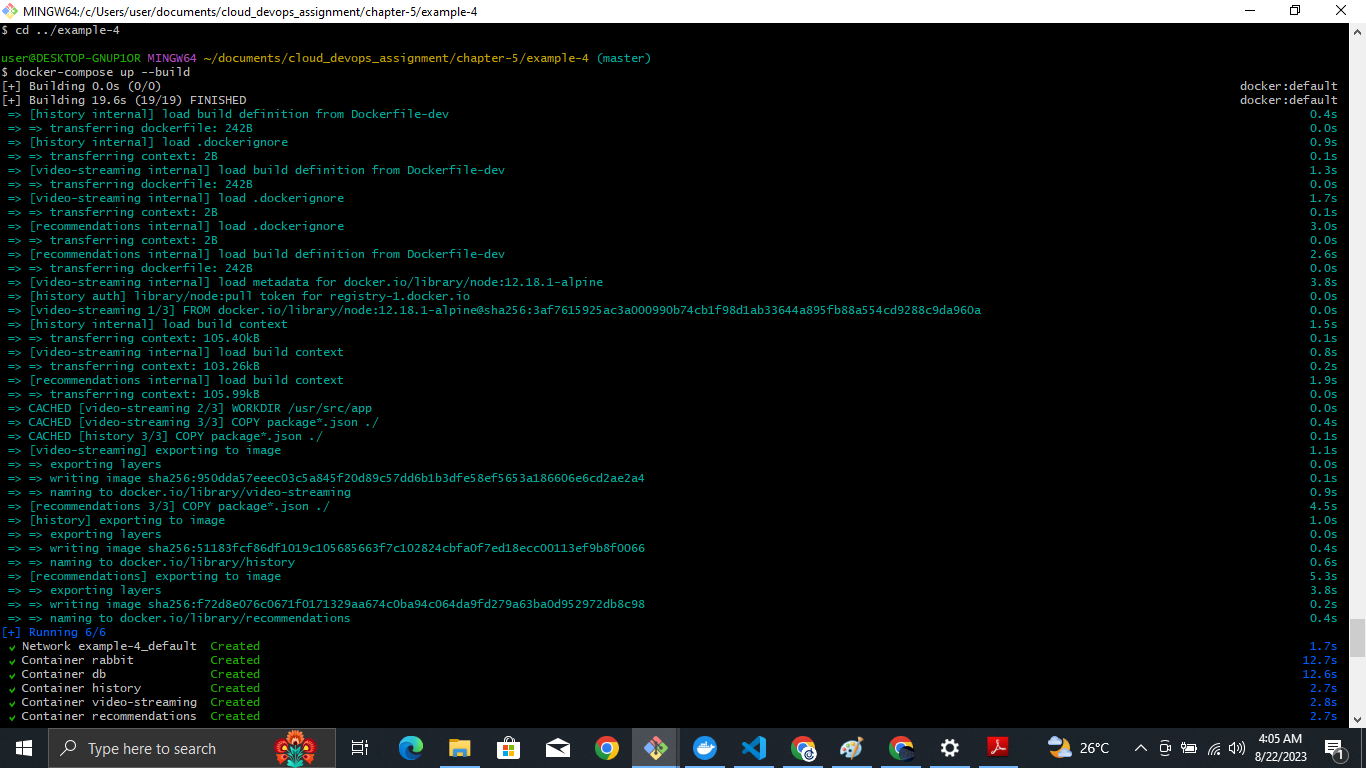 MINGW64:/c/Users/user/documents/cloud_devops_assignment/chapter-5/example-4
$ cd ../example-4
user@DESKTOP-GNUP1OR MINGW64 ~/documents/cloud_devops_assignment/chapter-5/example-4 (master)
$ docker-compose up --build
[+] Building 0.0s (0/0) docker:default
[+] Building 19.6s (19/19) FINISHED docker:default
=> [history internal] load build definition from Dockerfile-dev 0.4s
=> => transferring dockerfile: 242B 0.0s
=> [history internal] load .dockerignore 0.9s
=> => transferring context: 2B 0.1s
=> [video-streaming internal] load build definition from Dockerfile-dev 1.3s
=> => transferring dockerfile: 242B 0.0s
=> [video-streaming internal] load .dockerignore 1.7s
=> => transferring context: 2B 0.1s
=> [recommendations internal] load .dockerignore 3.0s
=> => transferring context: 2B 0.0s
=> [recommendations internal] load build definition from Dockerfile-dev 2.6s
=> => transferring dockerfile: 242B 0.0s
=> [video-streaming internal] load metadata for docker.io/library/node:12.18.1-alpine 3.8s
=> [history auth] library/node:pull token for registry-1.docker.io 0.0s
=> [video-streaming 1/3] FROM docker.io/library/node:12.18.1-alpine@sha256:3af7615925ac3a000990b74cb1f98d1ab33644a895fb88a554cd9288c9da960a 0.0s
=> [history internal] load build context 1.5s
=> => transferring context: 105.40kB 0.1s
=> [video-streaming internal] load build context 0.8s
=> => transferring context: 103.26kB 0.2s
=> [recommendations internal] load build context 1.9s
=> => transferring context: 105.99kB 0.0s
=> CACHED [video-streaming 2/3] WORKDIR /usr/src/app 0.0s
=> CACHED [video-streaming 3/3] COPY package*.json ./ 0.4s
=> CACHED [history 3/3] COPY package*.json ./ 0.1s
=> [video-streaming] exporting to image 1.1s
=> => exporting layers 0.0s
=> => writing image sha256:950dda57eeec03c5a845f20d89c57dd6b1b3dfe58ef5653a186606e6cd2ae2a4 0.1s
=> => naming to docker.io/library/video-streaming 0.9s
=> [recommendations 3/3] COPY package*.json ./ 4.5s
=> [history] exporting to image 1.0s
=> => exporting layers 0.0s
=> => writing image sha256:51183fcf86df1019c105685663f7c102824cbfa0f7ed18ecc00113ef9b8f0066 0.4s
=> => naming to docker.io/library/history 0.6s
=> [recommendations] exporting to image 5.3s
=> => exporting layers 3.8s
=> => writing image sha256:f72d8e076c0671f0171329aa674c0ba94c064da9fd279a63ba0d952972db8c98 0.2s
=> => naming to docker.io/library/recommendations 0.4s
[+] Running 6/6
✔ Network example-4_default Created 1.7s
✔ Container rabbit Created 12.7s
✔ Container db Created 12.6s
✔ Container history Created 2.7s
✔ Container video-streaming Created 2.8s
✔ Container recommendations Created 2.7s
Type here to search
26°C
4:05 AM
8/22/2023
1